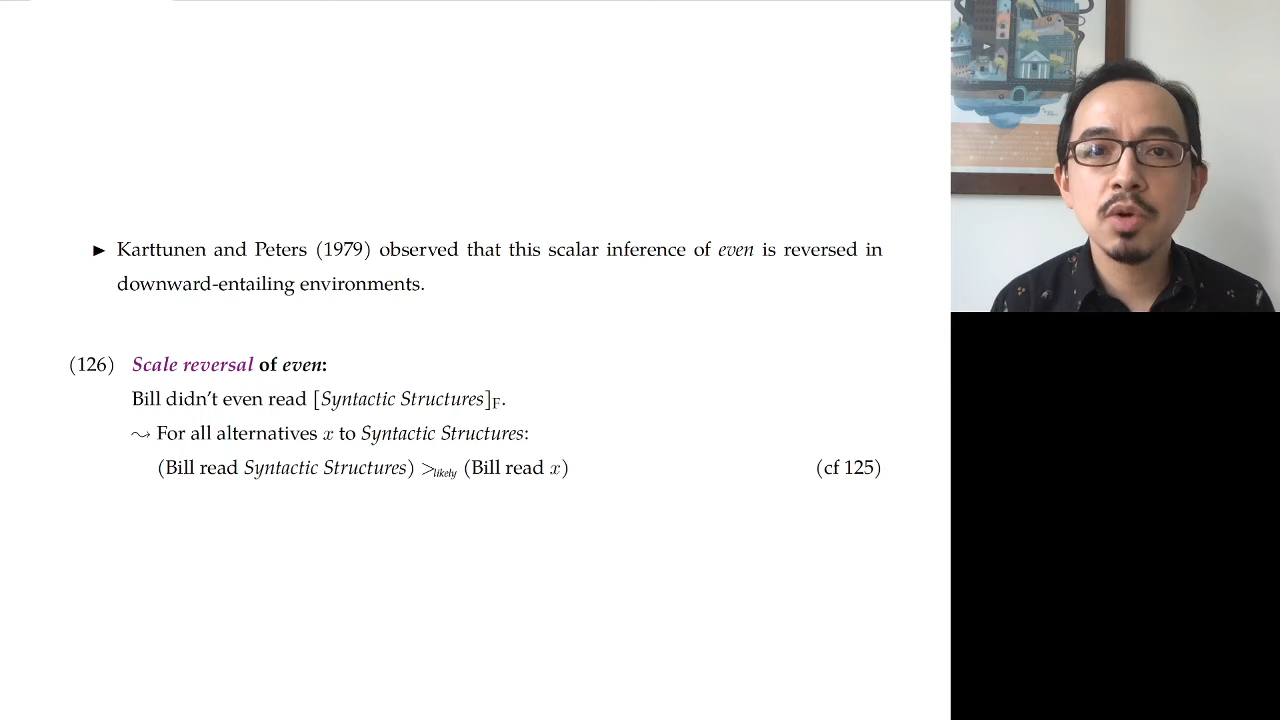 ► Karttunen and Peters (1979) observed that this scalar inference of even is reversed in
downward-entailing environments.
(126) Scale reversal of even:
Bill didn't even read [Syntactic Structures]F.
⤳ For all alternatives x to Syntactic Structures:
(Bill read Syntactic Structures) >likely (Bill read x) (cf 125)